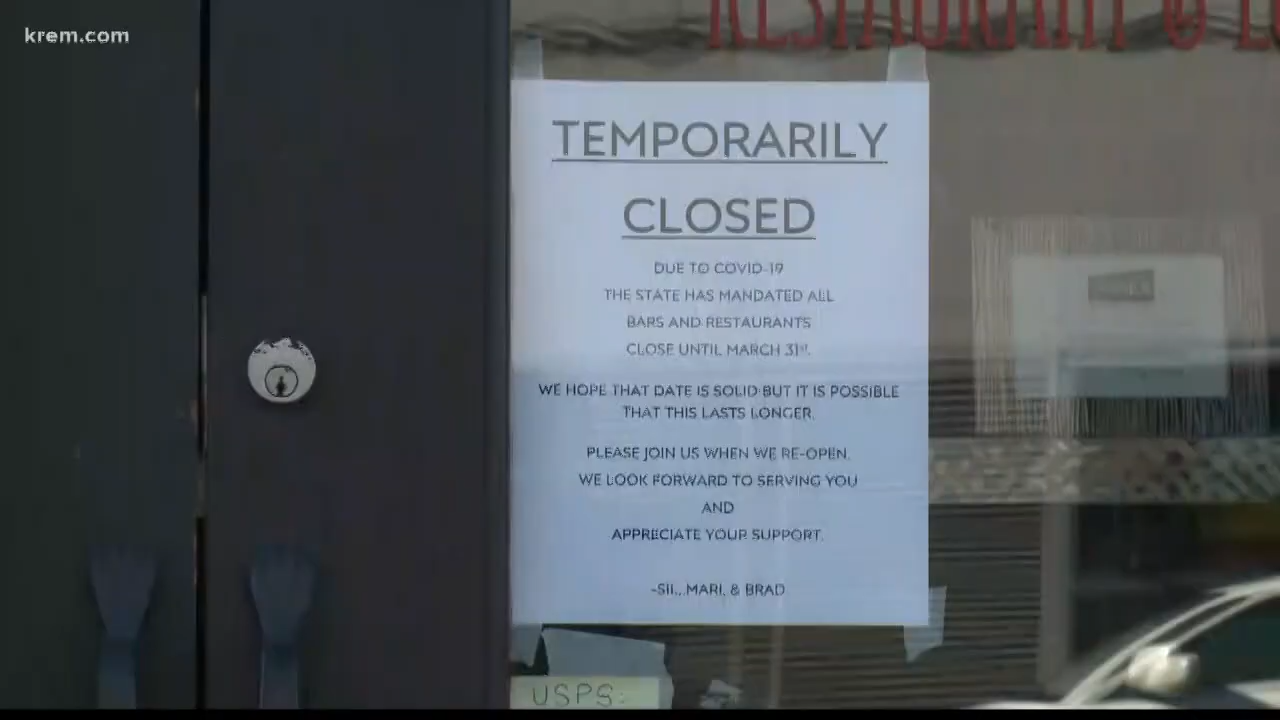 krem.com
RESTAURANT &
TEMPORARILY
CLOSED
DUE TO COVID-19
THE STATE HAS MANDATED ALL
BARS AND RESTAURANTS
CLOSE UNTIL MARCH 31ST.
WE HOPE THAT DATE IS SOLID BUT IT IS POSSIBLE
THAT THIS LASTS LONGER.
PLEASE JOIN US WHEN WE RE-OPEN.
WE LOOK FORWARD TO SERVING YOU
AND
APPRECIATE YOUR SUPPORT.
& BRAD
USPS: